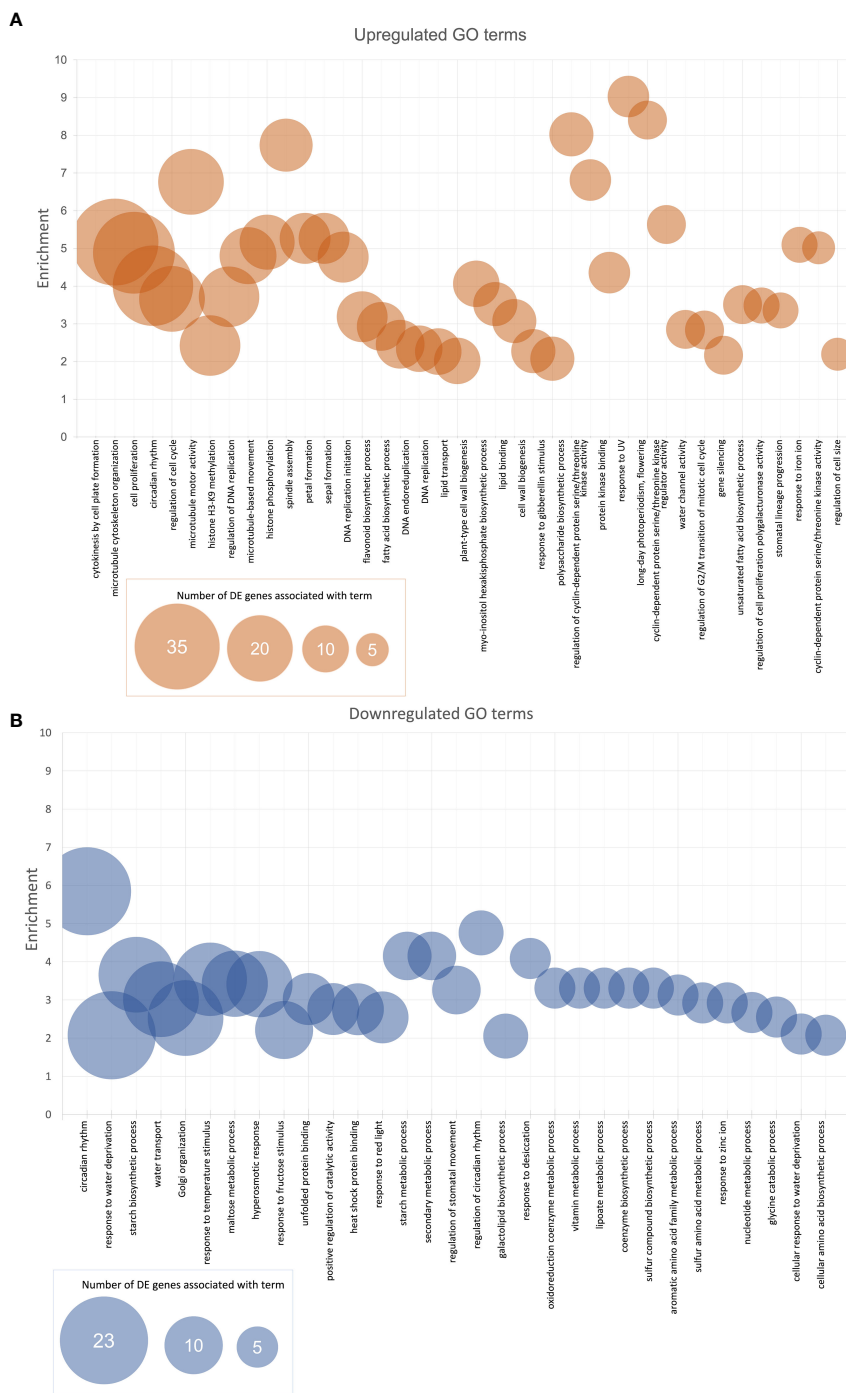 A
Upregulated GO terms
Enrichment
10
9
8
7
6
5
4
3
2
1
0
cytokinesis by cell plate formation
microtubule cytoskeleton organization
cell proliferation
circadian rhythm
regulation of cell cycle
microtubule motor activity
histone H3-K9 methylation
regulation of DNA replication
microtubule-based movement
histone phosphorylation
spindle assembly
petal formation
sepal formation
DNA replication initiation
flavonoid biosynthetic process
fatty acid biosynthetic process
DNA endoreduplication
DNA replication
lipid transport
plant-type cell wall biogenesis
myo-inositol hexakisphosphate biosynthetic process
lipid binding
cell wall biogenesis
response to gibberellin stimulus
polysaccharide biosynthetic process
regulation of cyclin-dependent protein serine/threonine
kinase activity
protein kinase binding
response to UV
long-day photoperiodism, flowering
cyclin-dependent protein serine/threonine kinase
regulator activity
water channel activity
regulation of G2/M transition of mitotic cell cycle
gene silencing
unsaturated fatty acid biosynthetic process
regulation of cell proliferation polygalacturonase activity
stomatal lineage progression
response to iron ion
cyclin-dependent protein serine/threonine kinase activity
regulation of cell size
Number of DE genes associated with term
35
20
10
5
B
Downregulated GO terms
Enrichment
10
9
8
7
6
5
4
3
2
1
0
circadian rhythm
response to water deprivation
starch biosynthetic process
water transport
Golgi organization
response to temperature stimulus
maltose metabolic process
hyperosmotic response
response to fructose stimulus
unfolded protein binding
positive regulation of catalytic activity
heat shock protein binding
response to red light
starch metabolic process
secondary metabolic process
regulation of stomatal movement
regulation of circadian rhythm
galactolipid biosynthetic process
response to desiccation
oxidoreduction coenzyme metabolic process
vitamin metabolic process
lipoate metabolic process
coenzyme biosynthetic process
sulfur compound biosynthetic process
aromatic amino acid family metabolic process
sulfur amino acid metabolic process
response to zinc ion
nucleotide metabolic process
glycine catabolic process
cellular response to water deprivation
cellular amino acid biosynthetic process
Number of DE genes associated with term
23
10
5